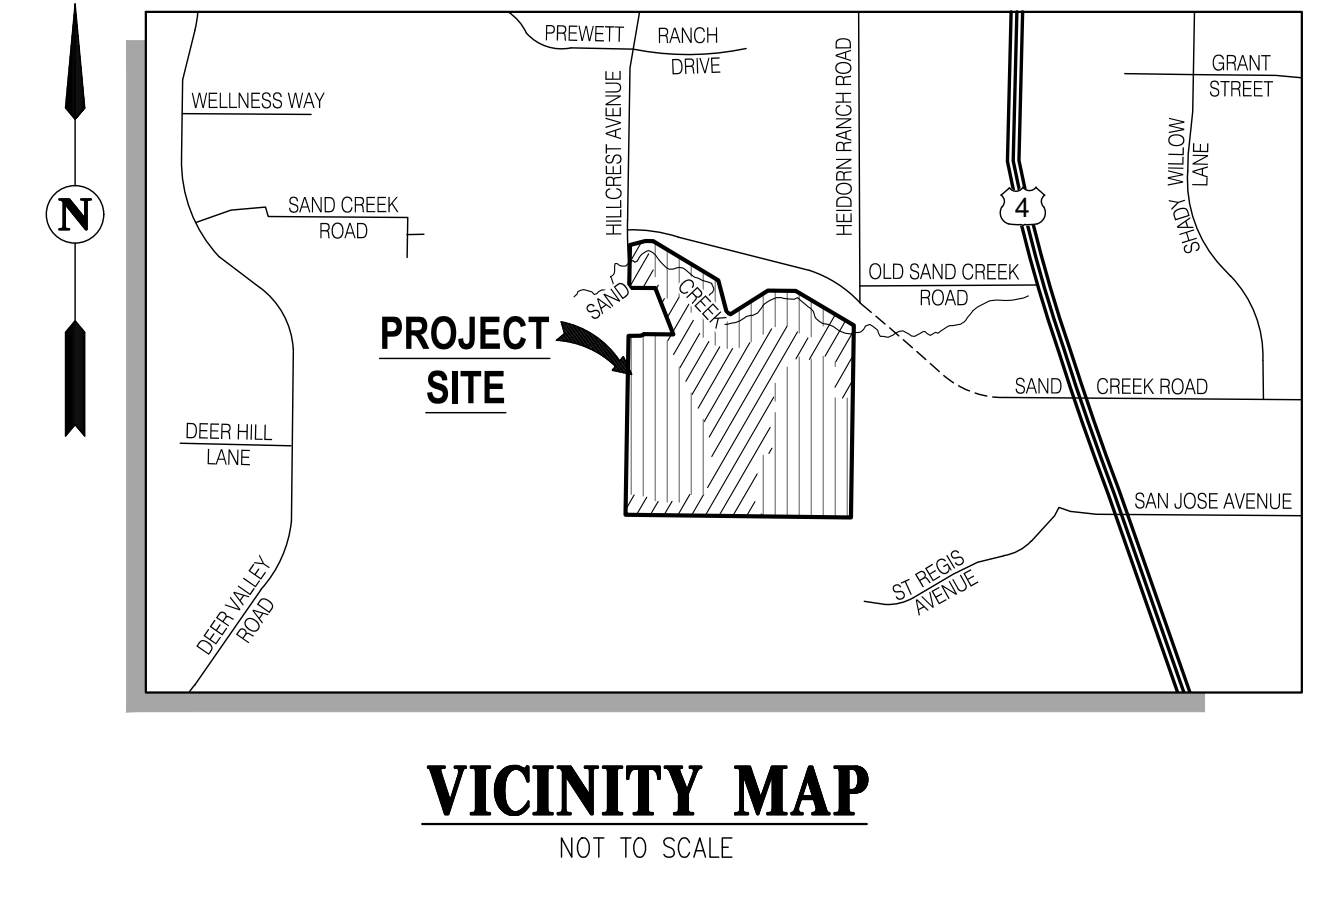 PREWETT RANCH
DRIVE
GRANT
STREET
WELLNESS WAY
HILLCREST AVENUE
HEIDORN RANCH ROAD
SHADY WILLOW
LANE
N
SAND CREEK
ROAD
4
OLD SAND CREEK
ROAD
SAND CREEK
PROJECT
SITE
SAND CREEK ROAD
DEER HILL
LANE
SAN JOSE AVENUE
ST REGIS
AVENUE
DEER VALLEY
ROAD
VICINITY MAP
NOT TO SCALE